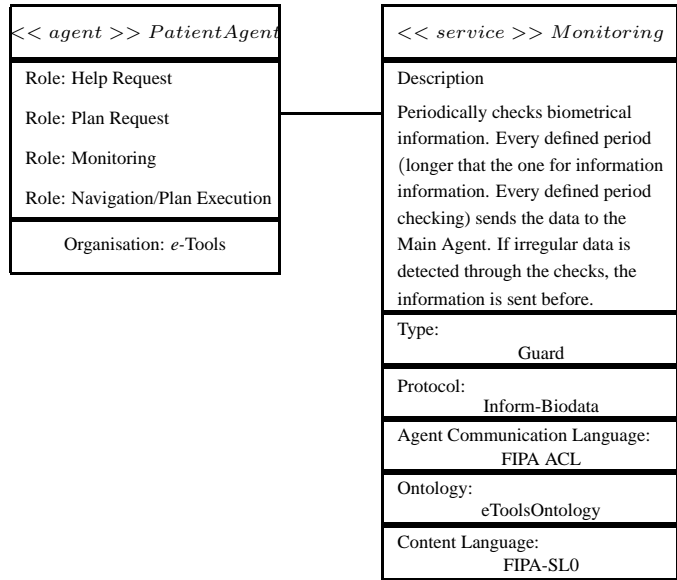 << agent >> PatientAgent
Role: Help Request
Role: Plan Request
Role: Monitoring
Role: Navigation/Plan Execution
Organisation: e-Tools
<< service >> Monitoring
Description
Periodically checks biometrical
information. Every defined period
(longer that the one for information
information. Every defined period
checking) sends the data to the
Main Agent. If irregular data is
detected through the checks, the
information is sent before.
Type:
Guard
Protocol:
Inform-Biodata
Agent Communication Language:
FIPA ACL
Ontology:
eToolsOntology
Content Language:
FIPA-SL0